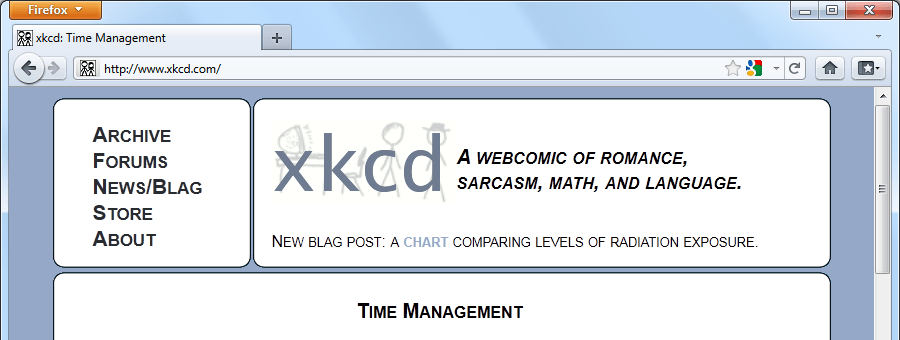 Firefox
xkcd: Time Management
http://www.xkcd.com/
ARCHIVE
FORUMS
NEWS/BLAG
STORE
ABOUT
xkcd
A WEBCOMIC OF ROMANCE,
SARCASM, MATH, AND LANGUAGE.
NEW BLAG POST: A CHART COMPARING LEVELS OF RADIATION EXPOSURE.
TIME MANAGEMENT